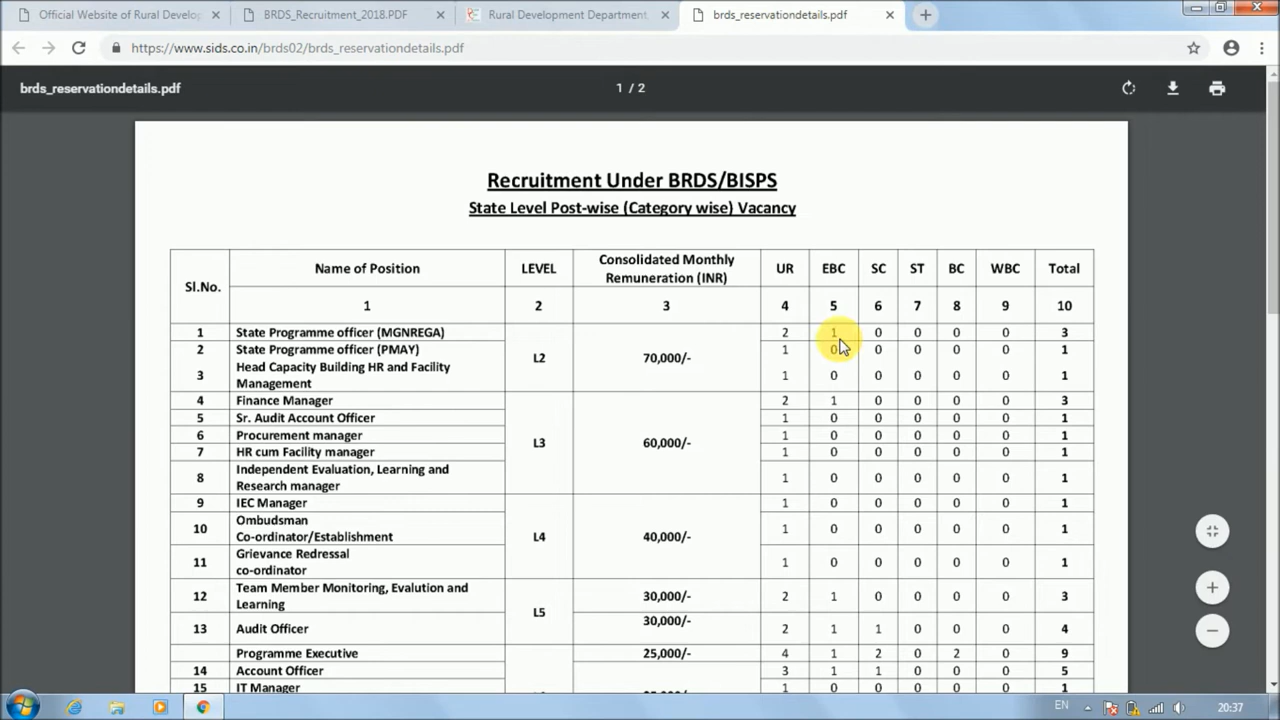 Official Website of Rural Develop
BRDS_Recruitment_2018.PDF
Rural Development Department
brds_reservationdetails.pdf
https://www.sids.co.in/brds02/brds_reservationdetails.pdf
brds_reservationdetails.pdf 1 / 2
Recruitment Under BRDS/BISPS
State Level Post-wise (Category wise) Vacancy
Sl.No. Name of Position LEVEL Consolidated Monthly Remuneration (INR) UR EBC SC ST BC WBC Total
1 2 3 4 5 6 7 8 9 10
1 State Programme officer (MGNREGA) 2 1 0 0 0 0 3
2 State Programme officer (PMAY) L2 70,000/- 1 0 0 0 0 0 1
3 Head Capacity Building HR and Facility Management 1 0 0 0 0 0 1
4 Finance Manager 2 1 0 0 0 0 3
5 Sr. Audit Account Officer 1 0 0 0 0 0 1
6 Procurement manager L3 60,000/- 1 0 0 0 0 0 1
7 HR cum Facility manager 1 0 0 0 0 0 1
8 Independent Evaluation, Learning and Research manager 1 0 0 0 0 0 1
9 IEC Manager 1 0 0 0 0 0 1
10 Ombudsman Co-ordinator/Establishment L4 40,000/- 1 0 0 0 0 0 1
11 Grievance Redressal co-ordinator 1 0 0 0 0 0 1
12 Team Member Monitoring, Evalution and Learning L5 30,000/- 2 1 0 0 0 0 3
13 Audit Officer 30,000/- 2 1 1 0 0 0 4
Programme Executive 25,000/- 4 1 2 0 2 0 9
14 Account Officer 3 1 1 0 0 0 5
15 IT Manager 1 0 0 0 0 0 1
EN 20:37